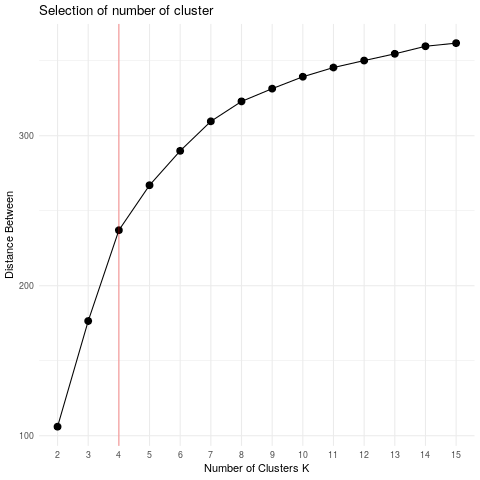 Selection of number of cluster
Distance Between
300
200
100
2 3 4 5 6 7 8 9 10 11 12 13 14 15
Number of Clusters K